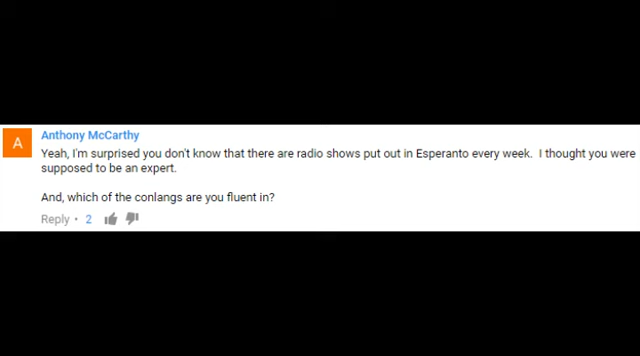 A
Anthony McCarthy
Yeah, I'm surprised you don't know that there are radio shows put out in Esperanto every week.  I thought you were
supposed to be an expert.
And, which of the conlangs are you fluent in?
Reply • 2